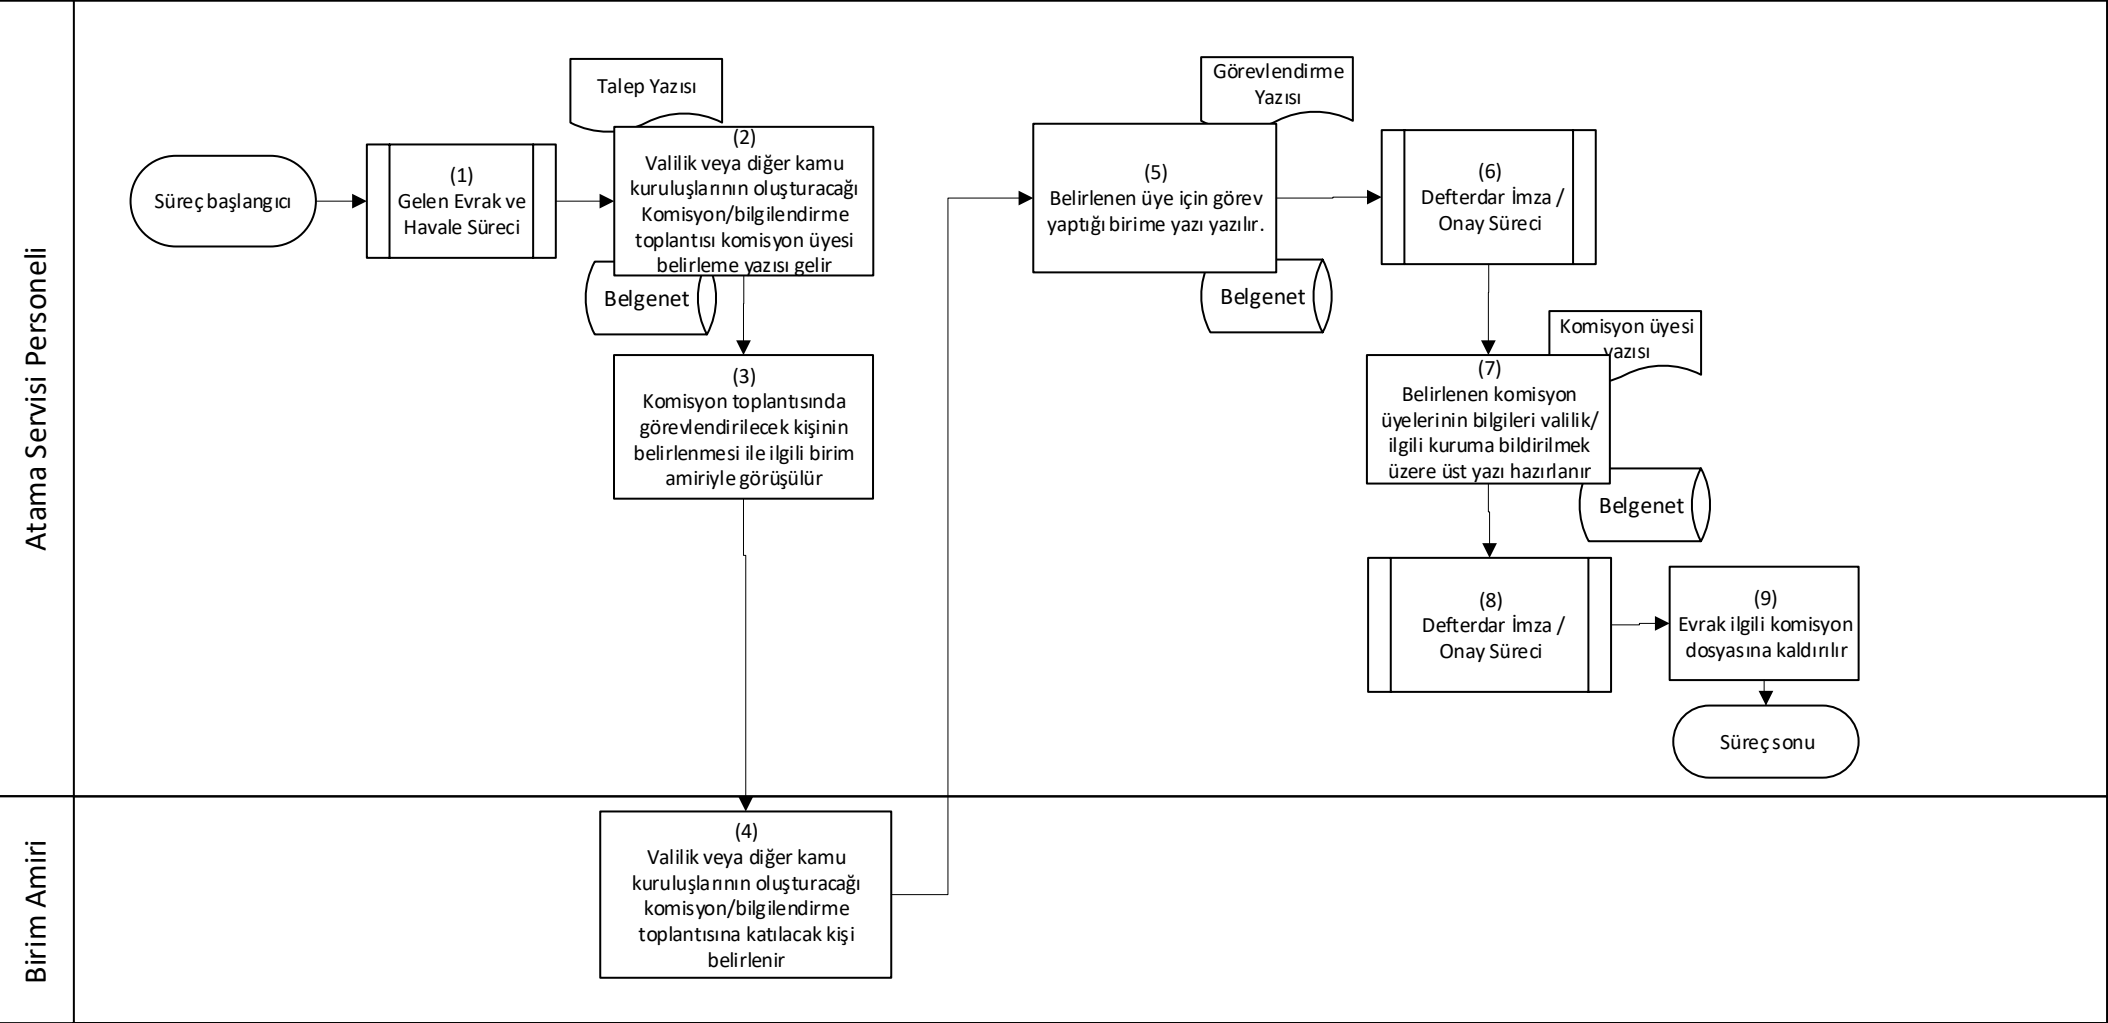 Atama Servisi Personeli
Süreç başlangıcı
(1)
Gelen Evrak ve
Havale Süreci
Talep Yazısı
(2)
Valilik veya diğer kamu
kuruluşlarının oluşturacağı
Komisyon/bilgilendirme
toplantısı komisyon üyesi
belirleme yazısı gelir
Belgenet
(3)
Komisyon toplantısında
görevlendirilecek kişinin
belirlenmesi ile ilgili birim
amiriyle görüşülür
Görevlendirme
Yazısı
(5)
Belirlenen üye için görev
yaptığı birime yazı yazılır.
Belgenet
(6)
Defterdar İmza /
Onay Süreci
Komisyon üyesi
yazısı
(7)
Belirlenen komisyon
üyelerinin bilgileri valilik/
ilgili kuruma bildirilmek
üzere üst yazı hazırlanır
Belgenet
(8)
Defterdar İmza /
Onay Süreci
(9)
Evrak ilgili komisyon
dosyasına kaldırılır
Süreç sonu
Birim Amiri
(4)
Valilik veya diğer kamu
kuruluşlarının oluşturacağı
komisyon/bilgilendirme
toplantısına katılacak kişi
belirlenir